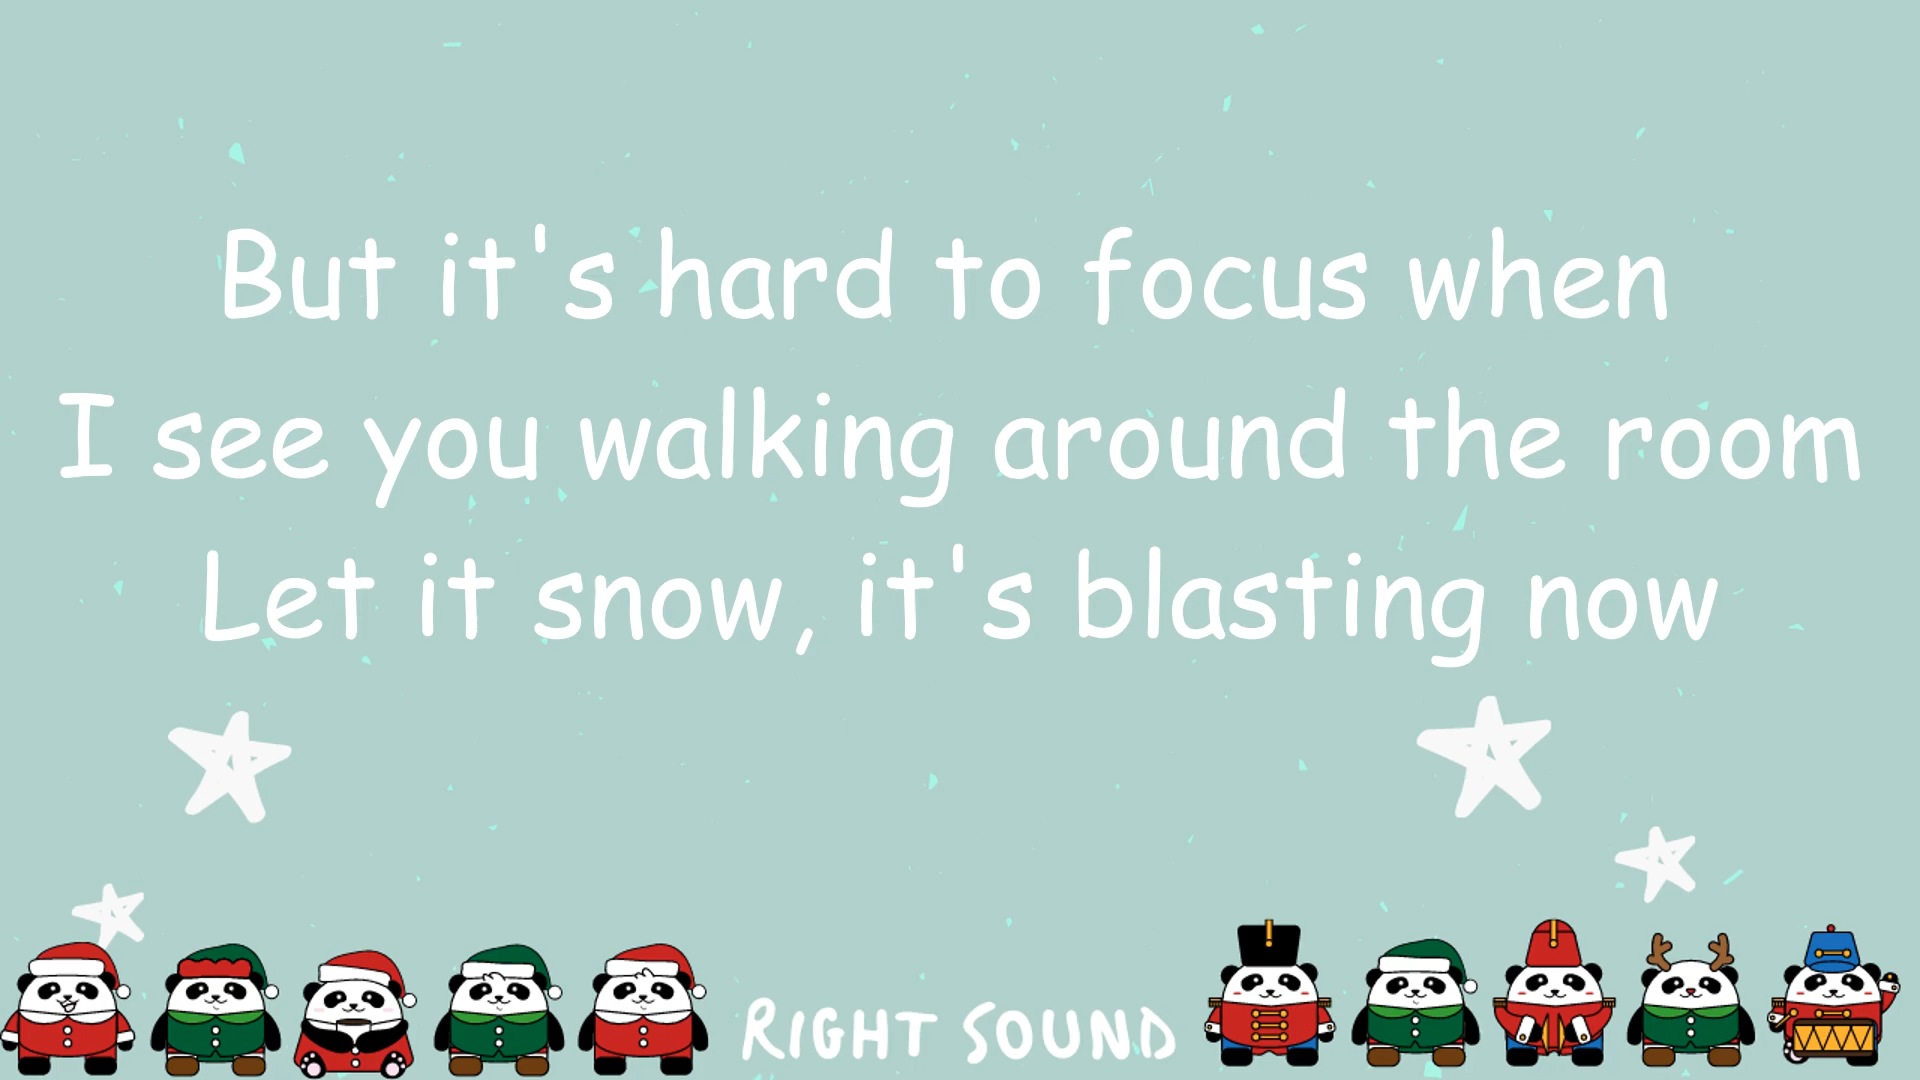 But it's hard to focus when
I see you walking around the room
Let it snow, it's blasting now
RIGHT SOUND